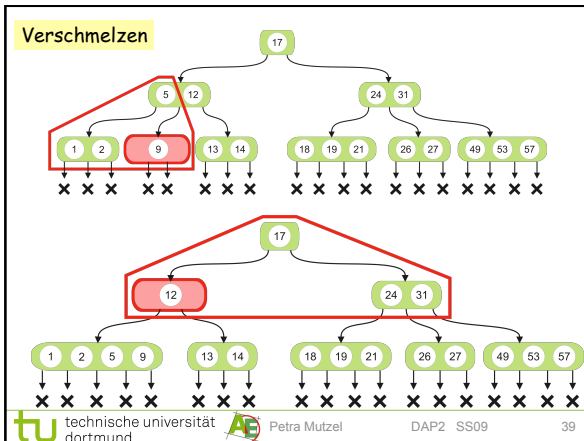 Verschmelzen
17
5 12 24 31
1 2 9 13 14 18 19 21 26 27 49 53 57
17
12 24 31
1 2 5 9 13 14 18 19 21 26 27 49 53 57
tu technische universität
dortmund
AE Petra Mutzel DAP2 SS09 39